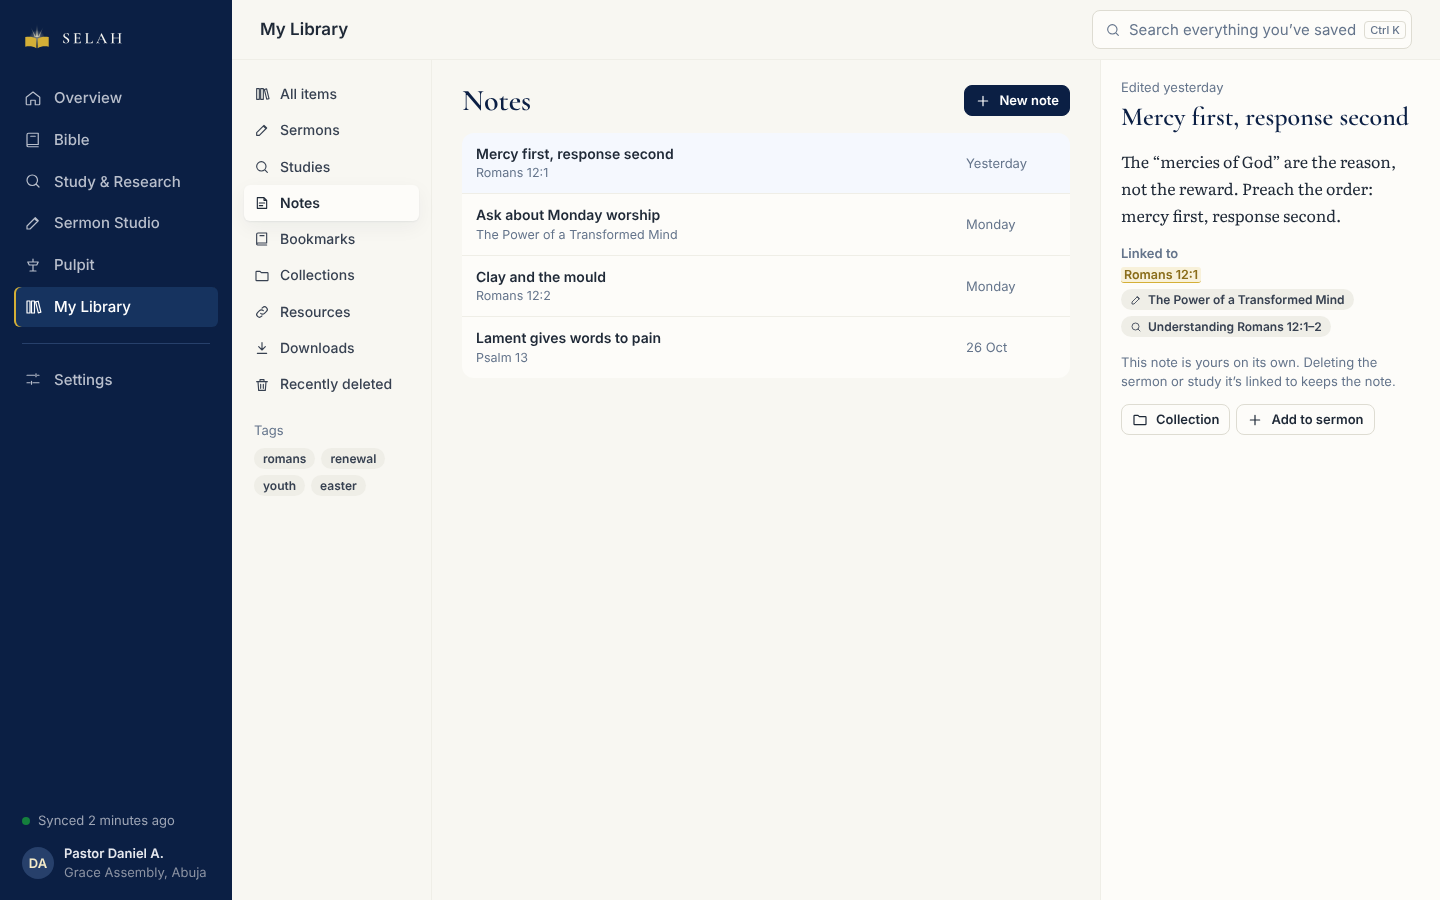 SELAH
Overview
Bible
Study & Research
Sermon Studio
Pulpit
My Library
Settings
Synced 2 minutes ago
DA
Pastor Daniel A.
Grace Assembly, Abuja
My Library
Search everything you’ve saved
Ctrl K
All items
Sermons
Studies
Notes
Bookmarks
Collections
Resources
Downloads
Recently deleted
Tags
romans
renewal
youth
easter
Notes
New note
Mercy first, response second
Romans 12:1
Yesterday
Ask about Monday worship
The Power of a Transformed Mind
Monday
Clay and the mould
Romans 12:2
Monday
Lament gives words to pain
Psalm 13
26 Oct
Edited yesterday
Mercy first, response second
The “mercies of God” are the reason,
not the reward. Preach the order:
mercy first, response second.
Linked to
Romans 12:1
The Power of a Transformed Mind
Understanding Romans 12:1–2
This note is yours on its own. Deleting the
sermon or study it’s linked to keeps the note.
Collection
Add to sermon